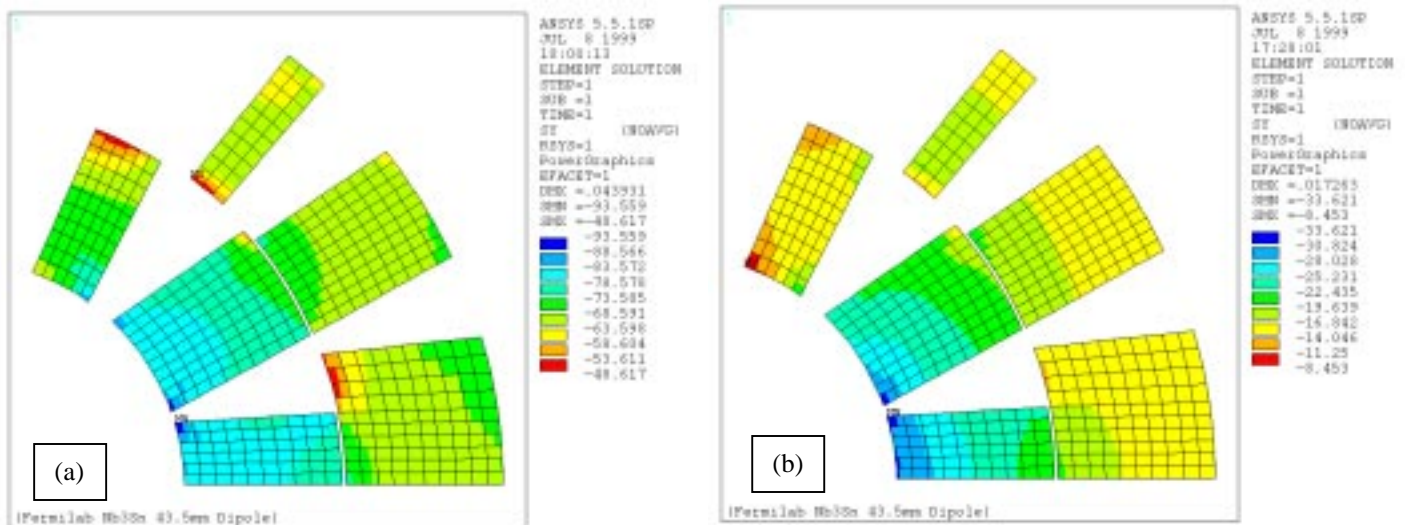 ANSYS 5.5.1SP
JUL 8 1999
ELEMENT SOLUTION
STEP=1
SUB =1
TIME=1
SY (NOAVG)
RSYS=1
PowerGraphics
EFACET=1
DMX =.043931
SMN =-93.559
SMX =-48.617
-93.559
-88.566
-83.572
-78.578
-73.585
-68.591
-63.598
-58.604
-53.611
-48.617
(a)
(Fermilab Nb3Sn 43.5mm Dipole)
ANSYS 5.5.1SP
JUL 8 1999
17:28:01
ELEMENT SOLUTION
STEP=1
SUB =1
TIME=1
SY (NOAVG)
RSYS=1
PowerGraphics
EFACET=1
DMX =.017263
SMN =-33.621
SMX =-8.453
-33.621
-30.824
-28.028
-25.231
-22.435
-19.639
-16.842
-14.046
-11.25
-8.453
(b)
(Fermilab Nb3Sn 43.5mm Dipole)